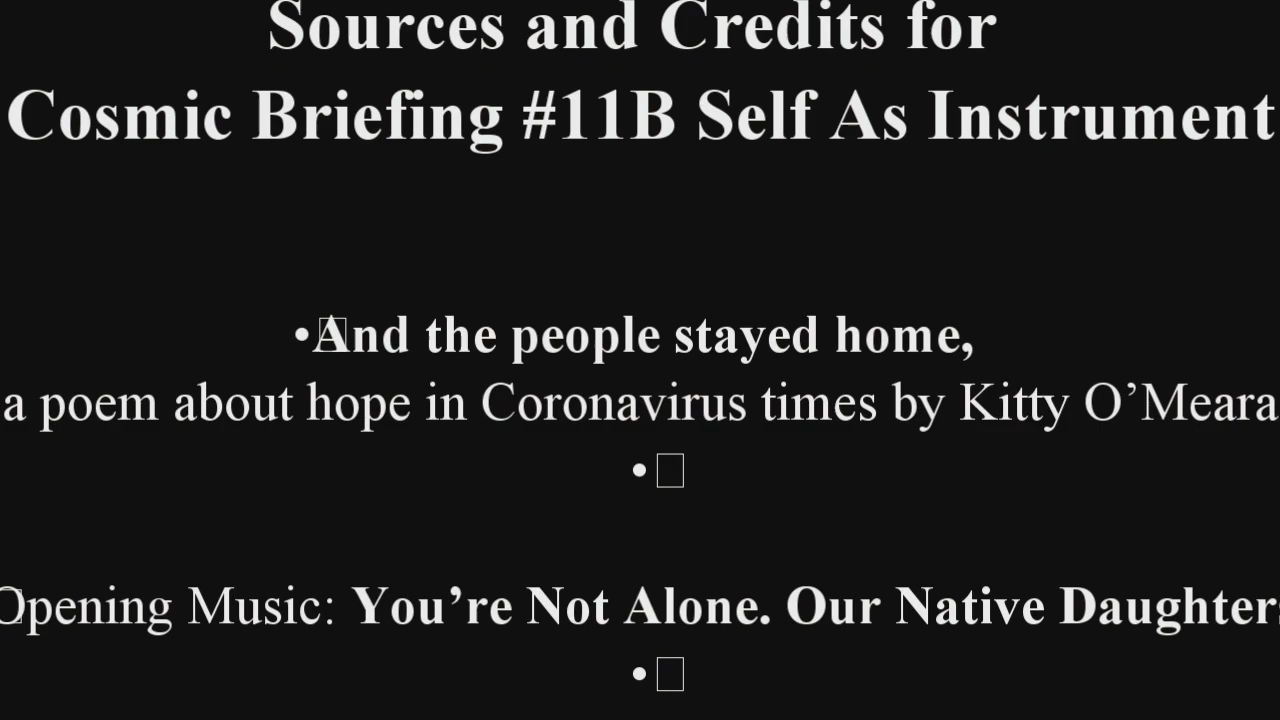 Sources and Credits for
Cosmic Briefing #11B Self As Instrument
•And the people stayed home,
a poem about hope in Coronavirus times by Kitty O’Meara
•
Opening Music: You’re Not Alone. Our Native Daughters
•